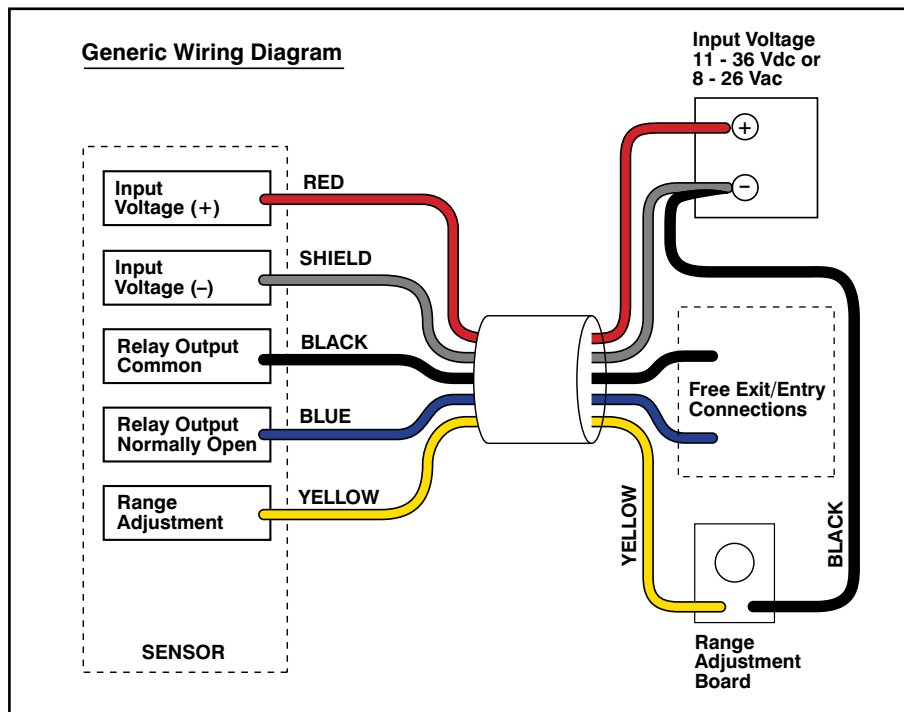 Generic Wiring Diagram
Input Voltage
11 - 36 Vdc or
8 - 26 Vac
+
–
Input
Voltage (+)
RED
Input
Voltage (–)
SHIELD
Relay Output
Common
BLACK
Relay Output
Normally Open
BLUE
Range
Adjustment
YELLOW
SENSOR
Free Exit/Entry
Connections
YELLOW
BLACK
Range
Adjustment
Board